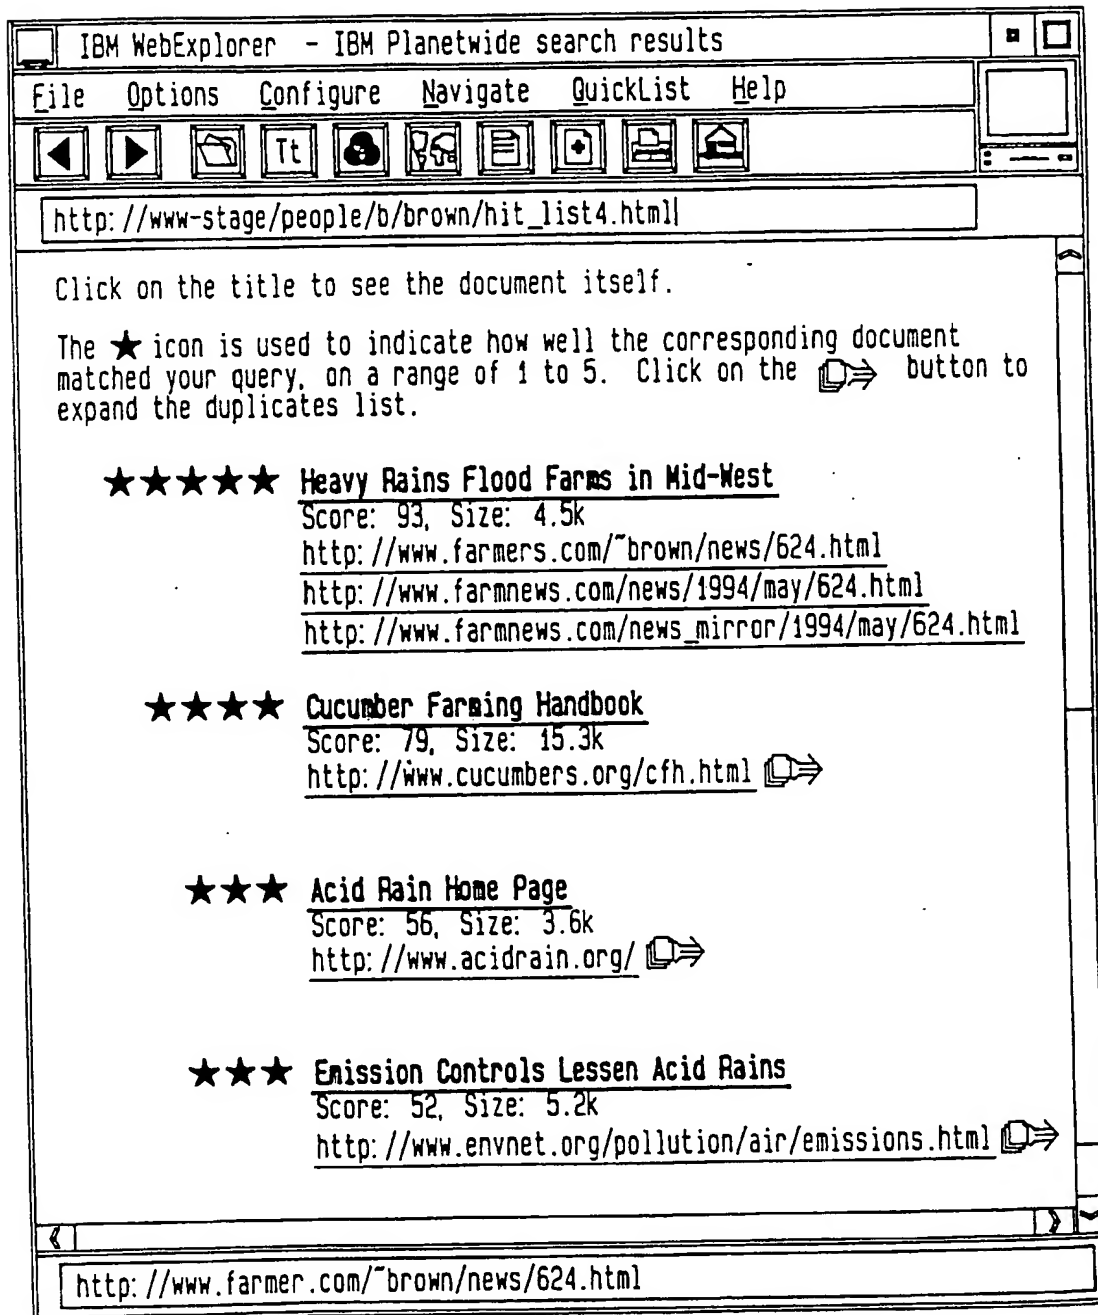 IBM WebExplorer - IBM Planetwide search results
File Options Configure Navigate QuickList Help
Tt
http://www-stage/people/b/brown/hit_list4.html
Click on the title to see the document itself.
The ★ icon is used to indicate how well the corresponding document
matched your query, on a range of 1 to 5. Click on the button to
expand the duplicates list.
★★★★★ Heavy Rains Flood Farms in Mid-West
Score: 93, Size: 4.5k
http://www.farmers.com/~brown/news/624.html
http://www.farmnews.com/news/1994/may/624.html
http://www.farmnews.com/news_mirror/1994/may/624.html
★★★★ Cucumber Farming Handbook
Score: 79, Size: 15.3k
http://www.cucumbers.org/cfh.html
★★★ Acid Rain Home Page
Score: 56, Size: 3.6k
http://www.acidrain.org/
★★★ Emission Controls Lessen Acid Rains
Score: 52, Size: 5.2k
http://www.envnet.org/pollution/air/emissions.html
http://www.farmer.com/~brown/news/624.html